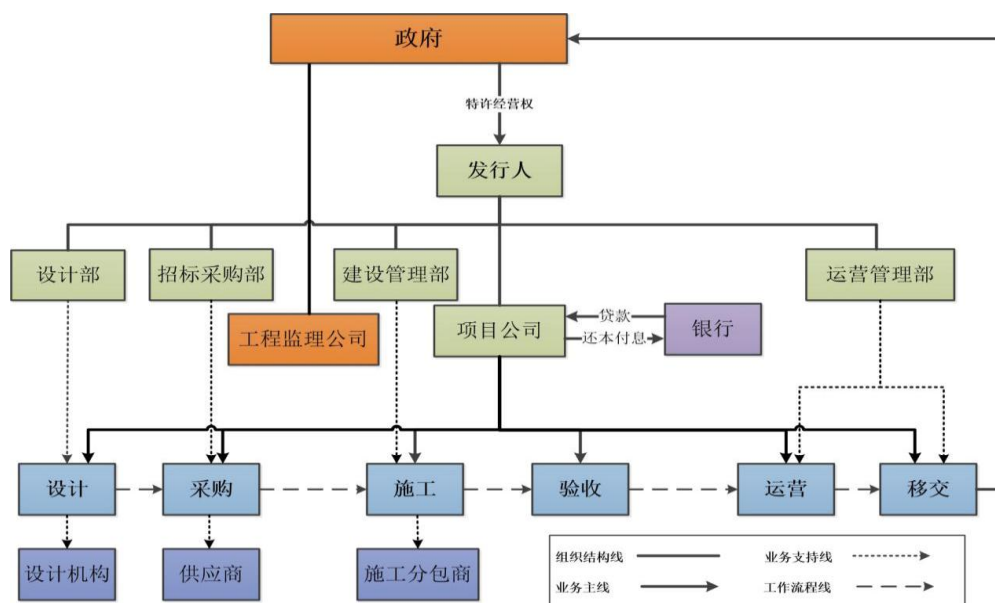 政府
特许经营权
发行人
设计部
招标采购部
建设管理部
运营管理部
工程监理公司
项目公司
贷款
还本付息
银行
设计
采购
施工
验收
运营
移交
设计机构
供应商
施工分包商
组织结构线
业务支持线
业务主线
工作流程线